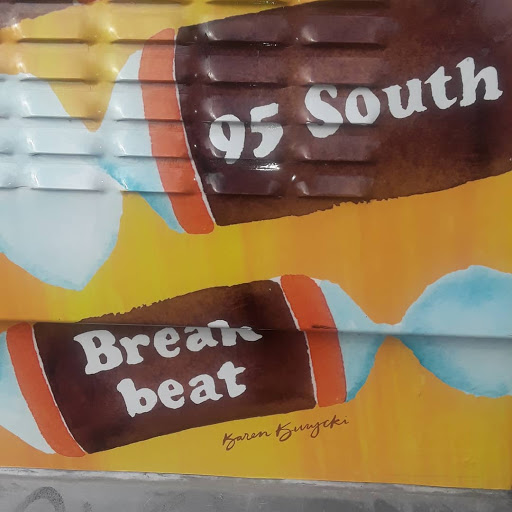 95 South
Break
beat
Karen Kurycki